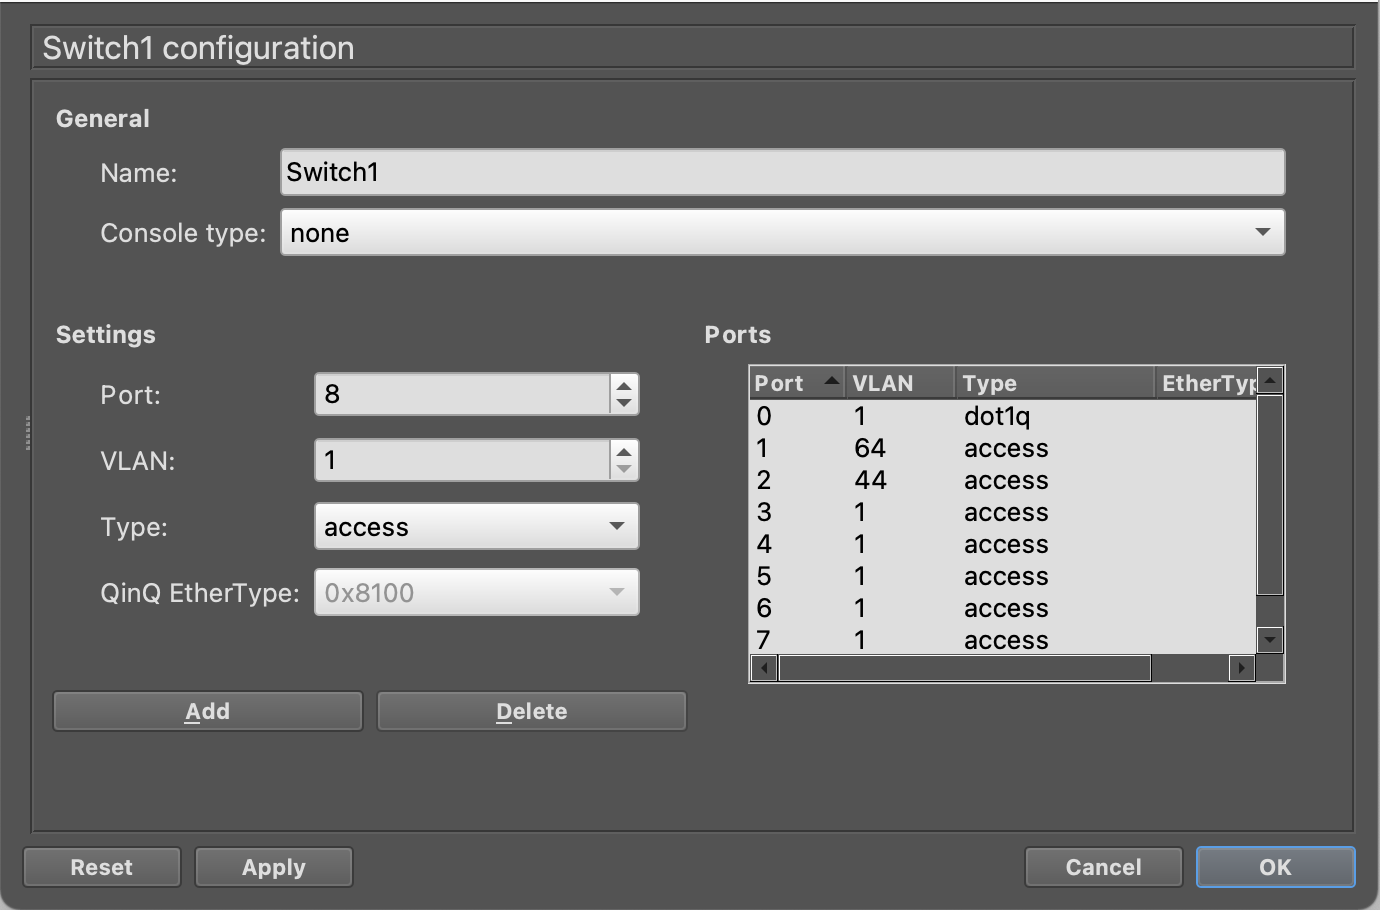 Switch1 configuration
General
Name: Switch1
Console type: none
Settings
Port: 8
VLAN: 1
Type: access
QinQ EtherType: 0x8100
Add Delete
Ports
Port VLAN Type EtherTyp
0 1 dot1q
1 64 access
2 44 access
3 1 access
4 1 access
5 1 access
6 1 access
7 1 access
Reset Apply Cancel OK